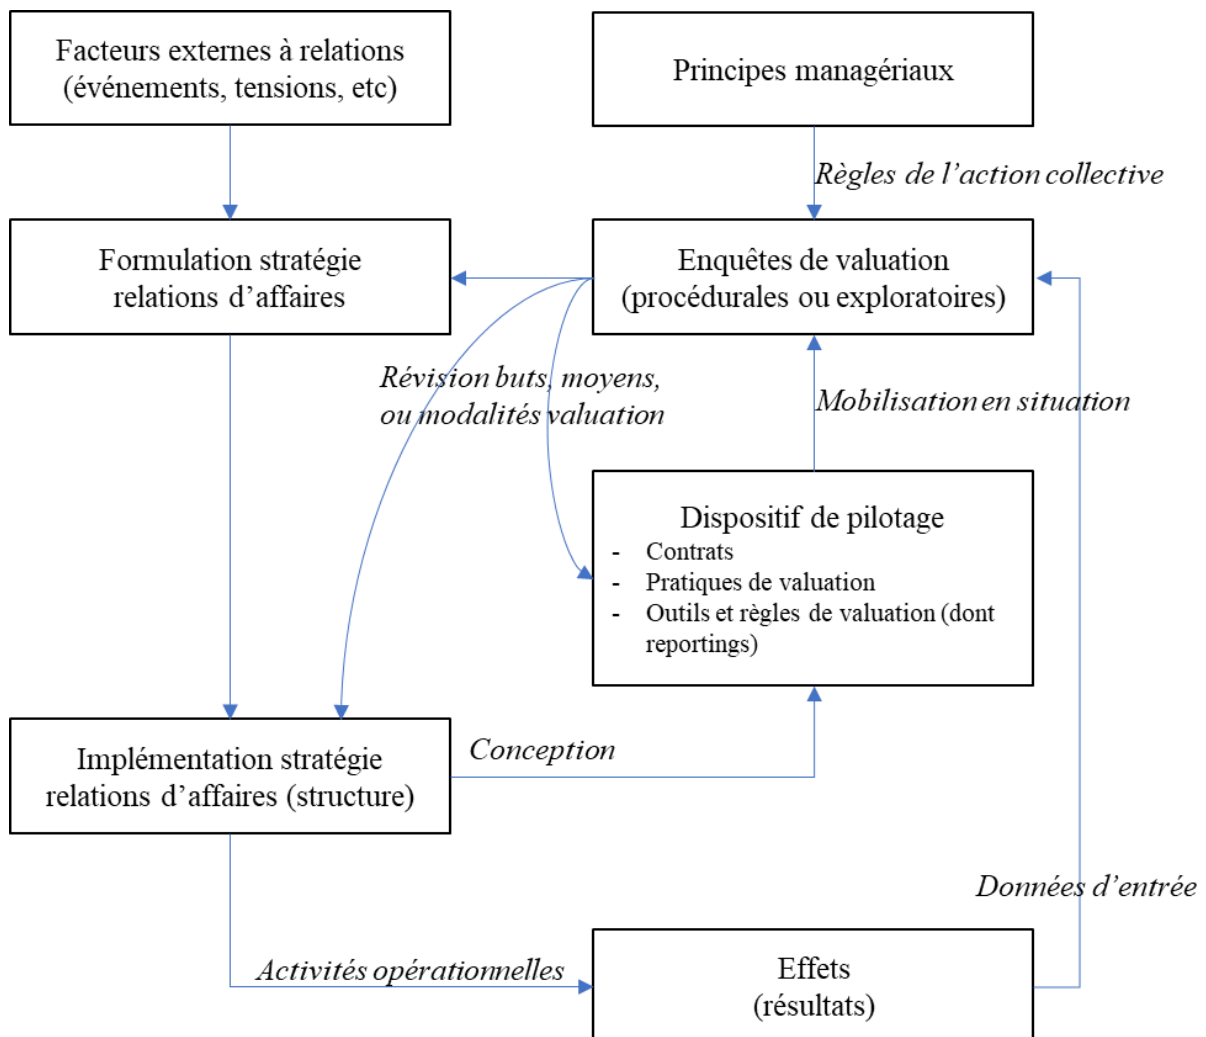 Facteurs externes à relations
(événements, tensions, etc)
Principes managériaux
Règles de l’action collective
Formulation stratégie
relations d’affaires
Enquêtes de valuation
(procédurales ou exploratoires)
Révision buts, moyens,
ou modalités valuation
Mobilisation en situation
Dispositif de pilotage
- Contrats
- Pratiques de valuation
- Outils et règles de valuation (dont
reportings)
Implémentation stratégie
relations d’affaires (structure)
Conception
Données d’entrée
Activités opérationnelles
Effets
(résultats)